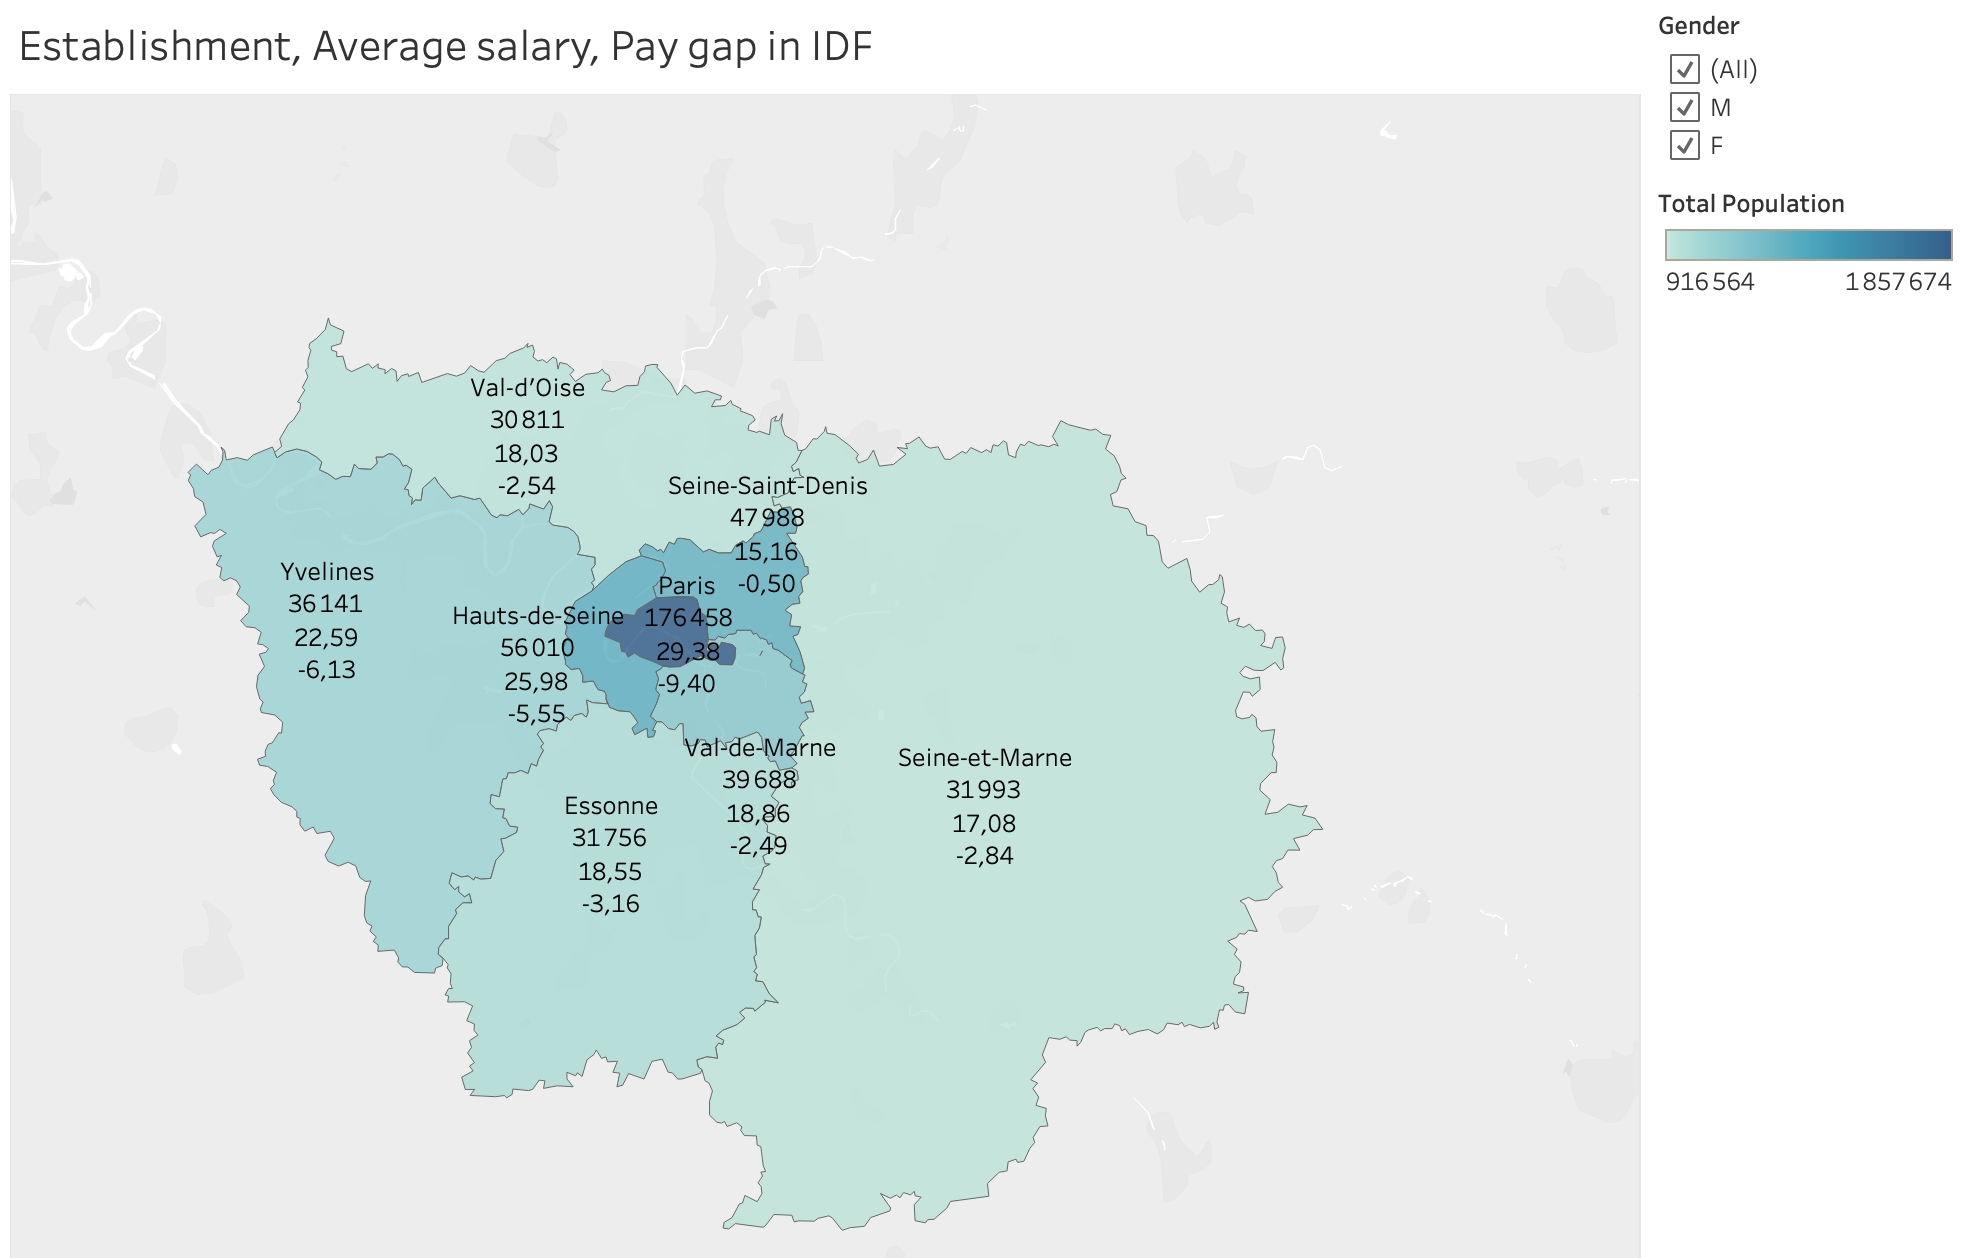 Establishment, Average salary, Pay gap in IDF
Gender
(All)
M
F
Total Population
916 564
1 857 674
Val-d'Oise
30 811
18,03
-2,54
Seine-Saint-Denis
47 988
15,16
-0,50
Yvelines
36 141
22,59
-6,13
Hauts-de-Seine
56 010
25,98
-5,55
Paris
176 458
29,38
-9,40
Val-de-Marne
39 688
18,86
-2,49
Seine-et-Marne
31 993
17,08
-2,84
Essonne
31 756
18,55
-3,16